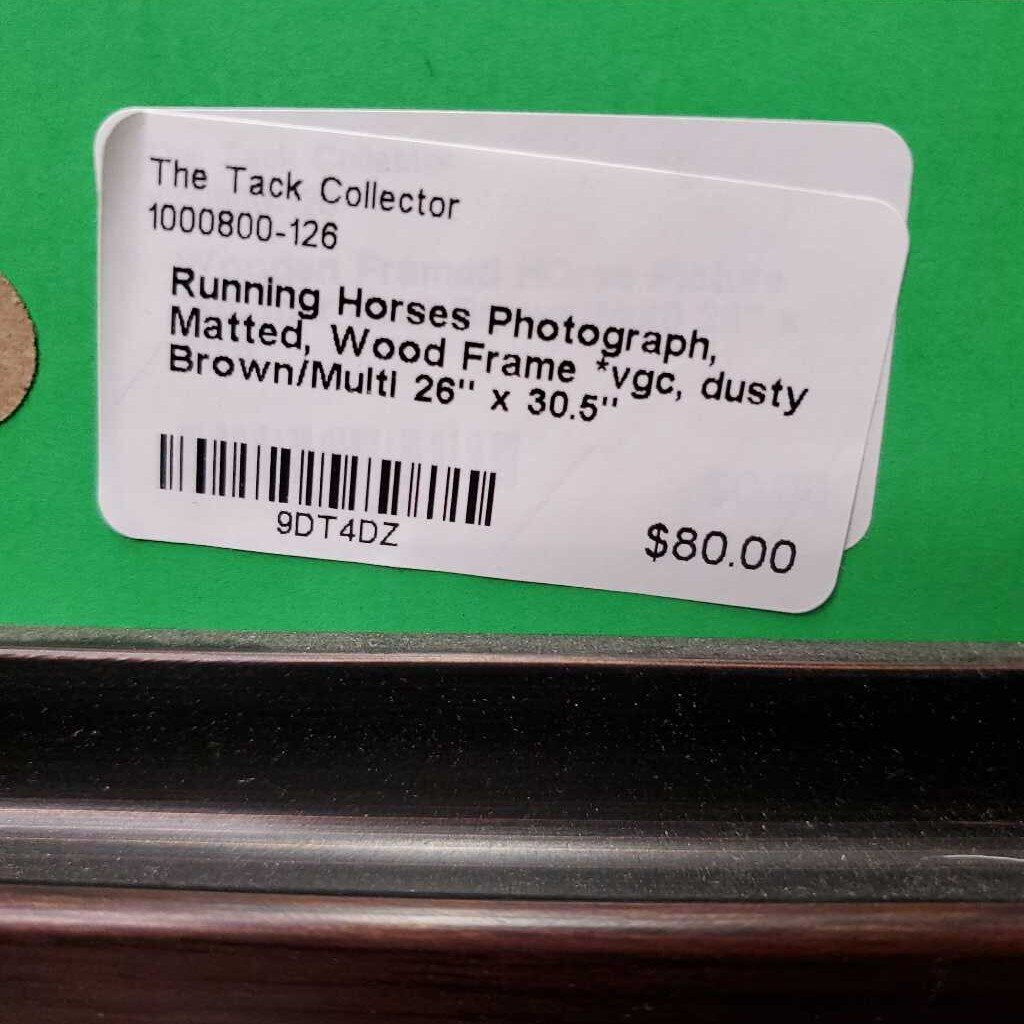 The Tack Collector
1000800-126
Running Horses Photograph,
Matted, Wood Frame *vgc, dusty
Brown/Multi 26" x 30.5"
9DT4DZ
$80.00